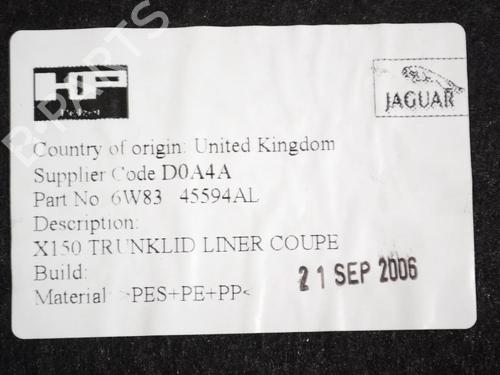 HP
JAGUAR
Country of origin: United Kingdom
Supplier Code D0A4A
Part No. 6W83 45594AL
Description:
X150 TRUNKLID LINER COUPE
Build:
21 SEP 2006
Material: >PES+PE+PP<
B-PARTS